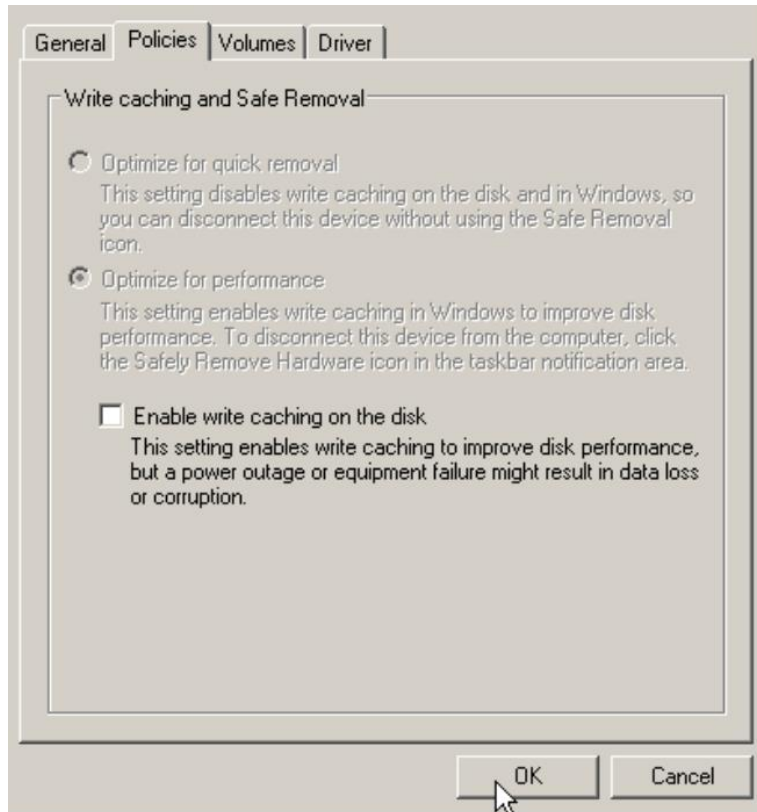 General Policies Volumes Driver
Write caching and Safe Removal
Optimize for quick removal
This setting disables write caching on the disk and in Windows, so
you can disconnect this device without using the Safe Removal
icon.
Optimize for performance
This setting enables write caching in Windows to improve disk
performance. To disconnect this device from the computer, click
the Safely Remove Hardware icon in the taskbar notification area.
Enable write caching on the disk
This setting enables write caching to improve disk performance,
but a power outage or equipment failure might result in data loss
or corruption.
OK Cancel